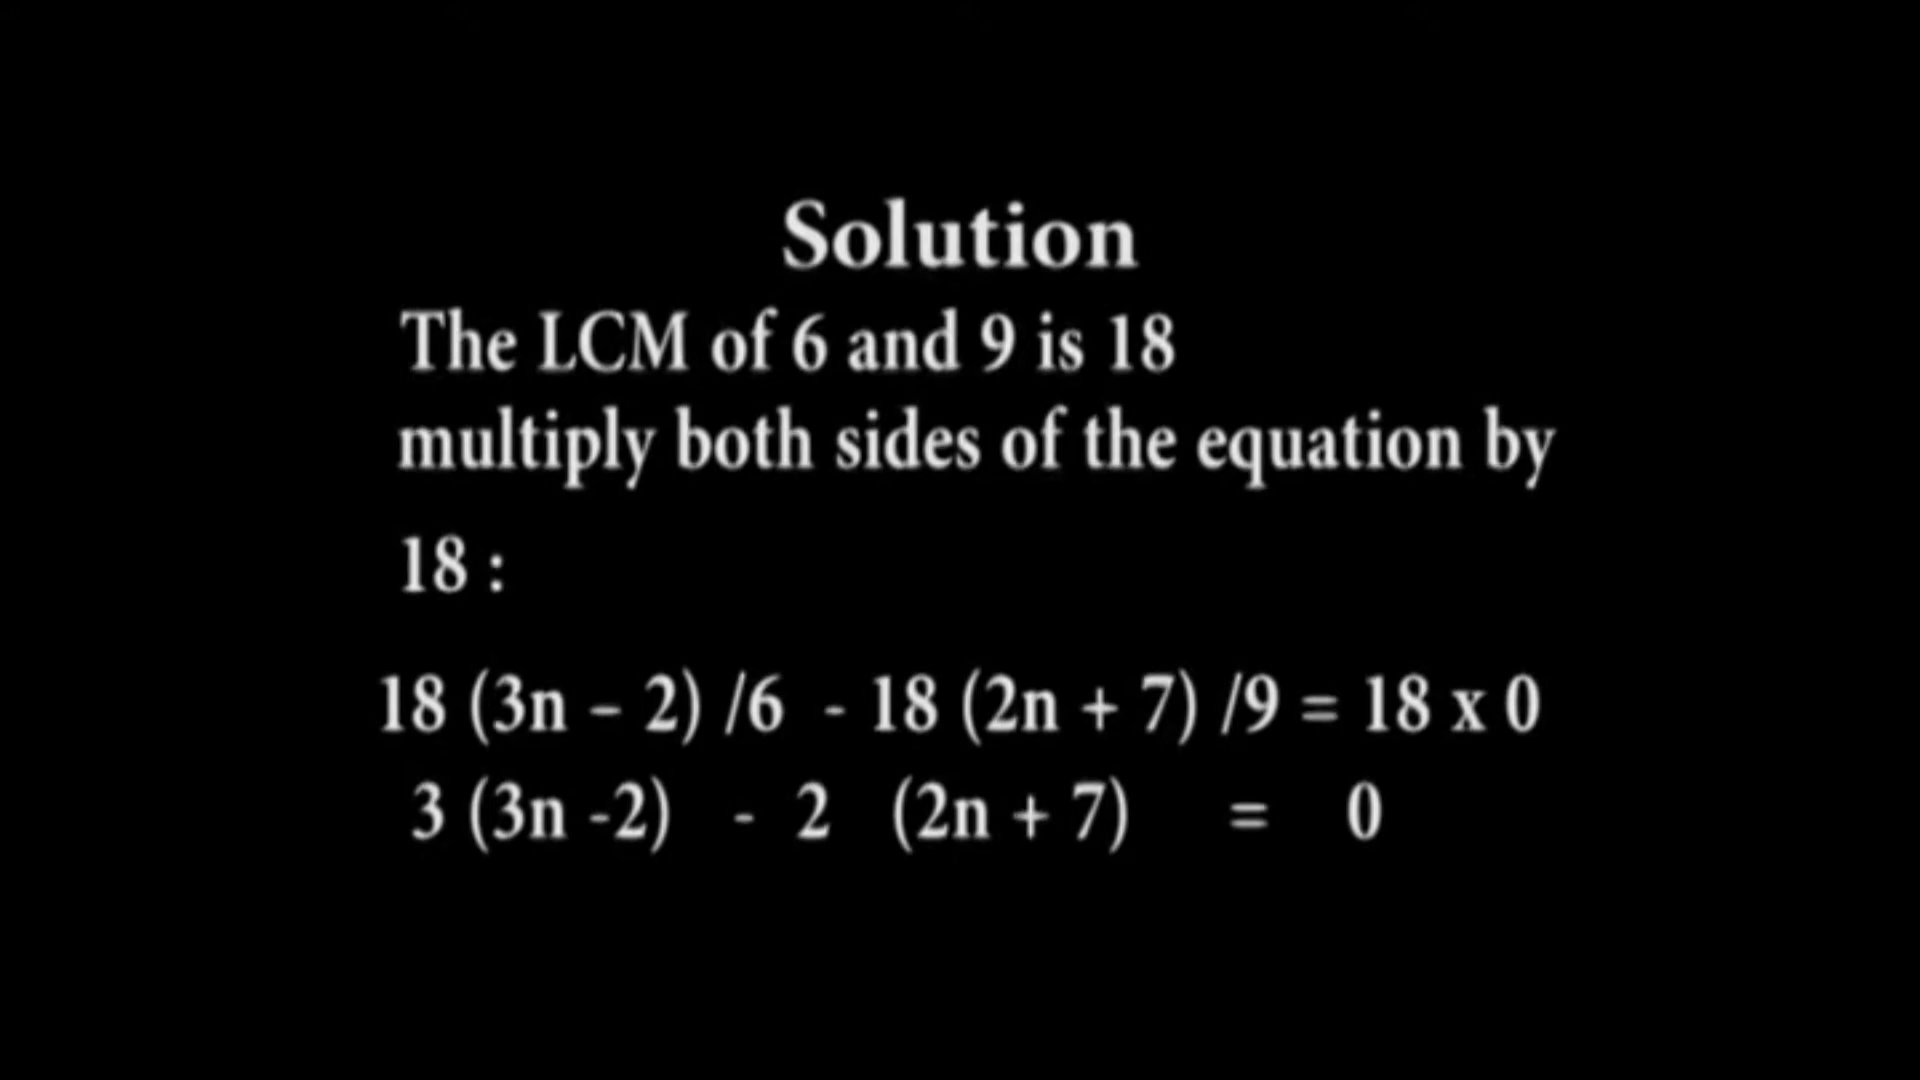 Solution
The LCM of 6 and 9 is 18
multiply both sides of the equation by
18 :
18 (3n – 2) /6 - 18 (2n + 7) /9 = 18 x 0
3 (3n -2) - 2 (2n + 7) = 0